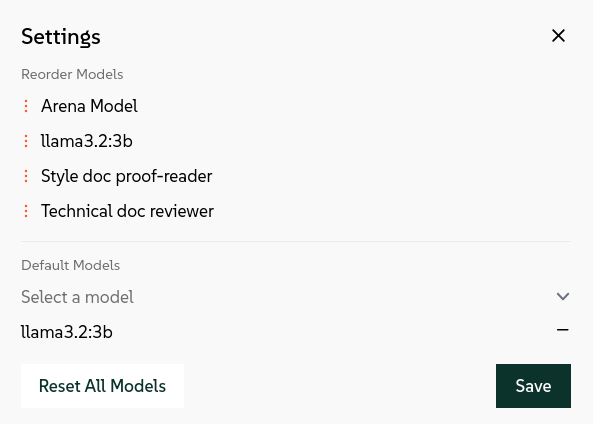 Settings
Reorder Models
Arena Model
llama3.2:3b
Style doc proof-reader
Technical doc reviewer
Default Models
Select a model
llama3.2:3b
Reset All Models
Save